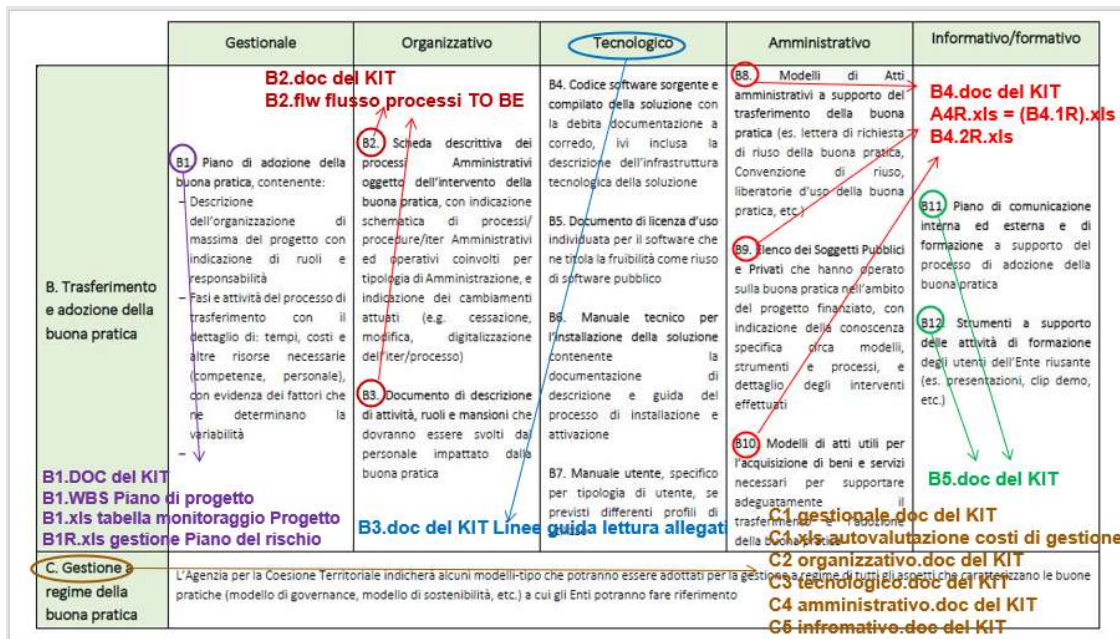 Gestionale
Organizzativo
Tecnologico
Amministrativo
Informativo/formativo
B. Trasferimento
e adozione della
buona pratica
B1 Piano di adozione della
buona pratica, contenente:
– Descrizione
dell'organizzazione di
massima del progetto con
indicazione di ruoli e
responsabilità
– Fasi e attività del processo di
trasferimento con il
dettaglio di: tempi, costi e
altre risorse necessarie
(competenze, personale),
con evidenza dei fattori che
ne determinano la
variabilità
–
B1.DOC del KIT
B1.WBS Piano di progetto
B1.xls tabella monitoraggio Progetto
B1R.xls gestione Piano del rischio
B2.doc del KIT
B2.flw flusso processi TO BE
B2. Scheda descrittiva dei
processi Amministrativi
oggetto dell'intervento della
buona pratica, con indicazione
schematica di processi/
procedure/iter Amministrativi
ed operativi coinvolti per
tipologia di Amministrazione, e
indicazione dei cambiamenti
attuati (e.g. cessazione,
modifica, digitalizzazione
dell'iter/processo)
B3. Documento di descrizione
di attività, ruoli e mansioni che
dovranno essere svolti dal
personale impattato dalla
buona pratica
B4. Codice software sorgente e
compilato della soluzione con
la debita documentazione a
corredo, ivi inclusa la
descrizione dell'infrastruttura
tecnologica della soluzione
B5. Documento di licenza d'uso
individuata per il software che
ne titola la fruibilità come riuso
di software pubblico
B6. Manuale tecnico per
l'installazione della soluzione
contenente la
documentazione di
descrizione e guida del
processo di installazione e
attivazione
B7. Manuale utente, specifico
per tipologia di utente, se
previsti differenti profili di
B3.doc del KIT Linee guida lettura allegati
B8. Modelli di Atti
amministrativi a supporto del
trasferimento della buona
pratica (es. lettera di richiesta
di riuso della buona pratica,
Convenzione di riuso,
liberatorie d'uso della buona
pratica, etc.)
B9. Elenco dei Soggetti Pubblici
e Privati che hanno operato
sulla buona pratica nell'ambito
del progetto finanziato, con
indicazione della conoscenza
specifica circa modelli,
strumenti e processi, e
dettaglio degli interventi
effettuati
B10. Modelli di atti utili per
l'acquisizione di beni e servizi
necessari per supportare
adeguatamente il
trasferimento e l'adozione
della buona pratica
B4.doc del KIT
A4R.xls = (B4.1R).xls
B4.2R.xls
B11. Piano di comunicazione
interna ed esterna e di
formazione a supporto del
processo di adozione della
buona pratica
B12. Strumenti a supporto
delle attività di formazione
degli utenti dell'Ente riusante
(es. presentazioni, clip demo,
etc.)
B5.doc del KIT
C. Gestione a
regime della
buona pratica
L'Agenzia per la Coesione Territoriale indicherà alcuni modelli-tipo che potranno essere adottati per la gestione a regime di tutti gli aspetti che caratterizzano le buone
pratiche (modello di governance, modello di sostenibilità, etc.) a cui gli Enti potranno fare riferimento
C1 gestionale.doc del KIT
C1.xls autovalutazione costi di gestione
C2 organizzativo.doc del KIT
C3 tecnologico.doc del KIT
C4 amministrativo.doc del KIT
C5 infromativo.doc del KIT